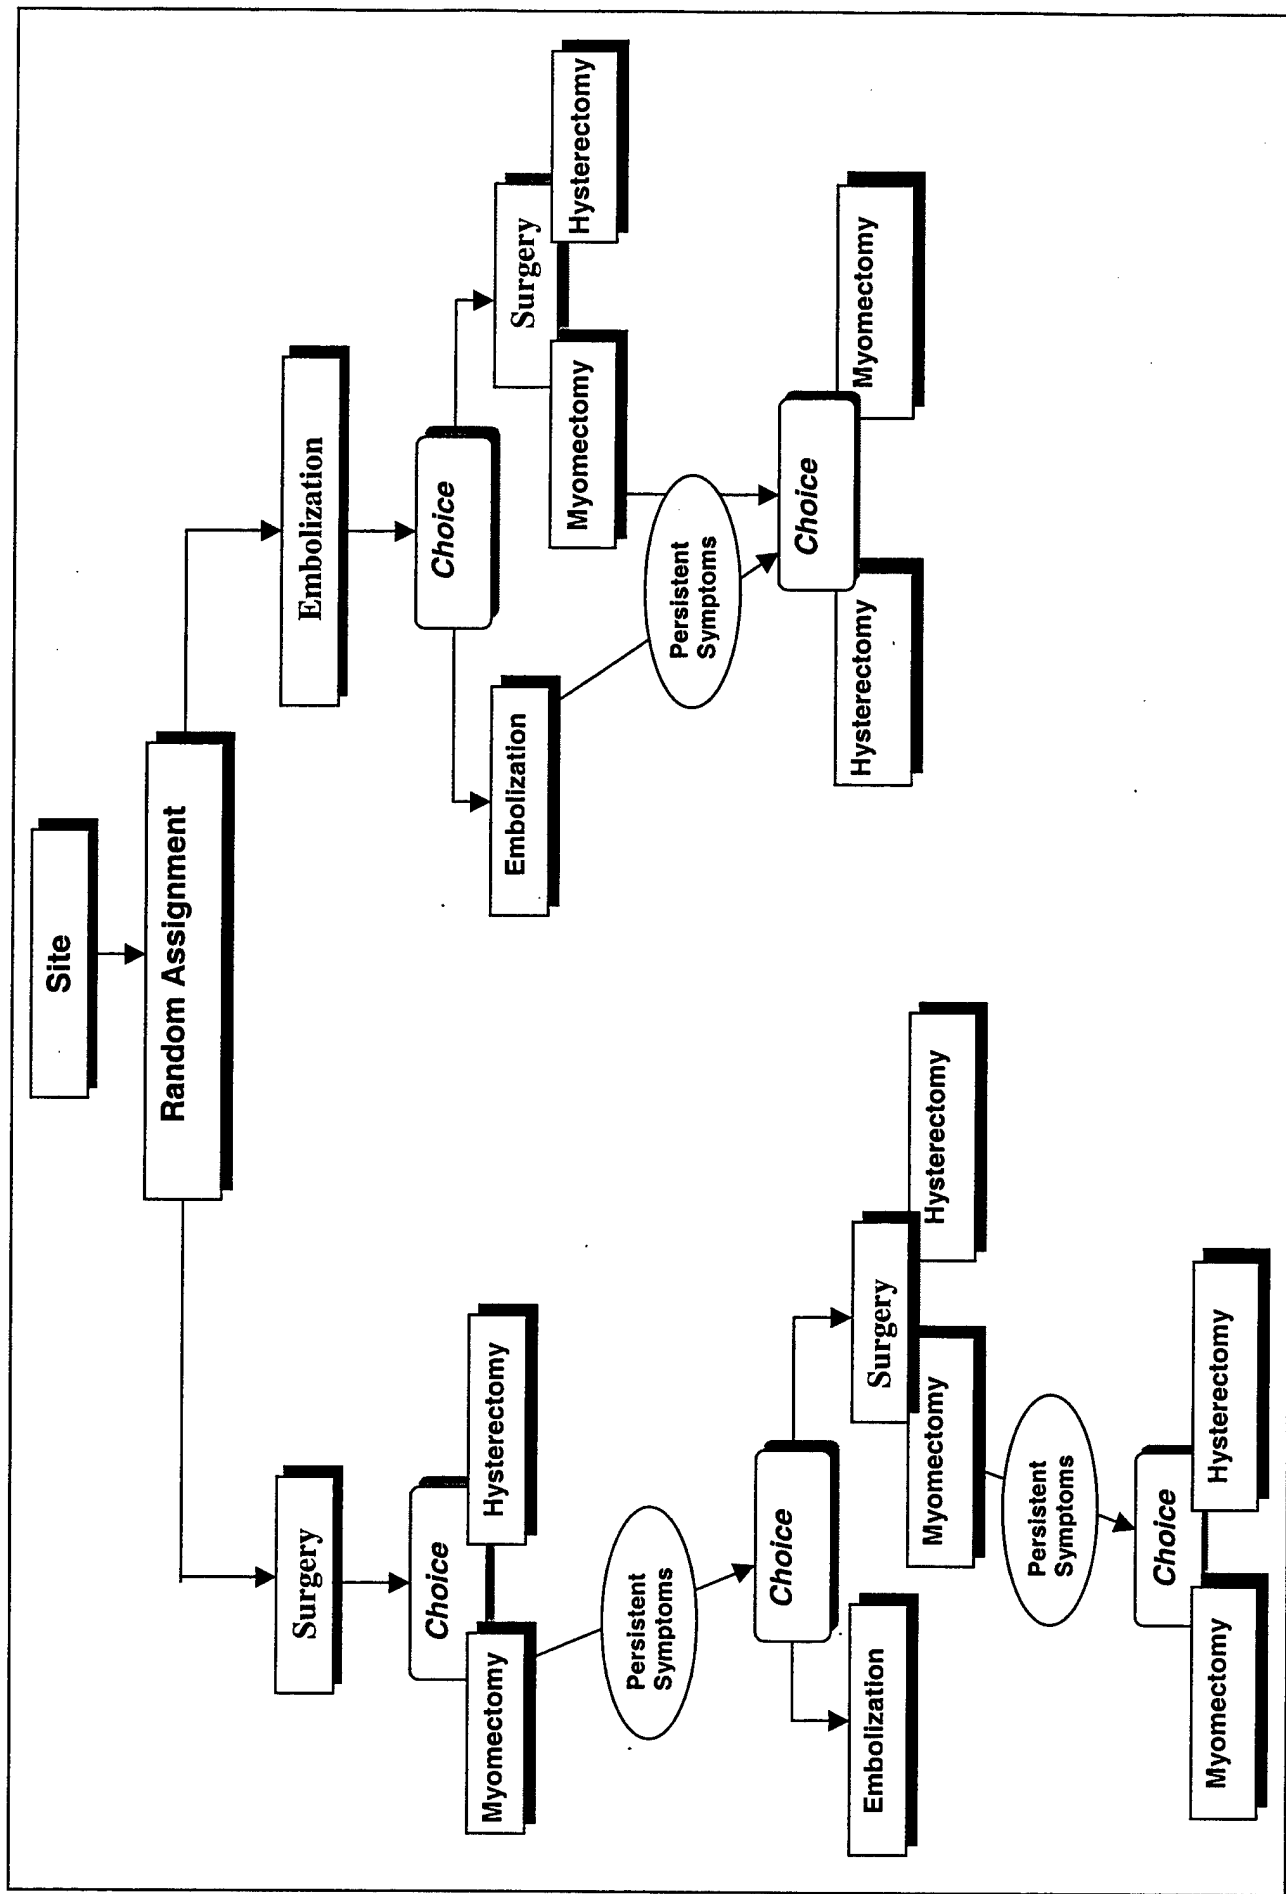 Site
Random Assignment
Surgery
Choice
Myomectomy
Hysterectomy
Persistent
Symptoms
Choice
Embolization
Surgery
Myomectomy
Hysterectomy
Persistent
Symptoms
Choice
Myomectomy
Hysterectomy
Embolization
Choice
Embolization
Surgery
Myomectomy
Hysterectomy
Persistent
Symptoms
Choice
Hysterectomy
Myomectomy